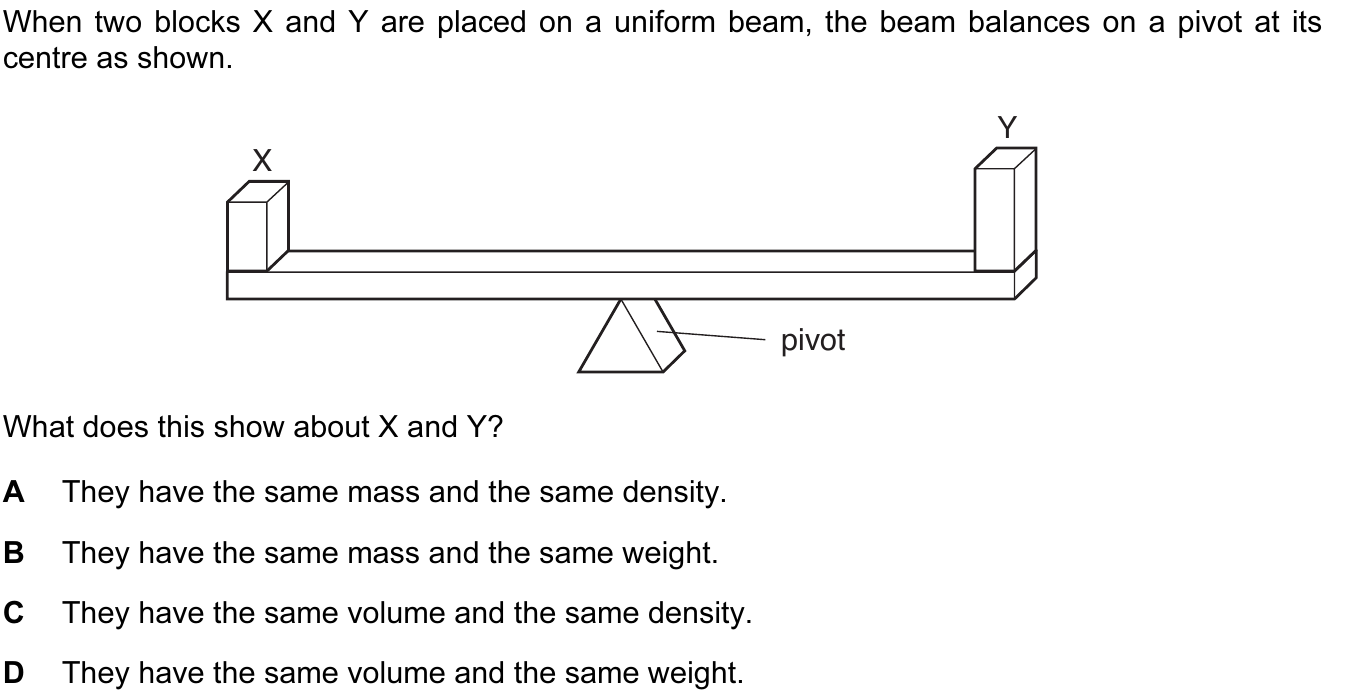 When two blocks X and Y are placed on a uniform beam, the beam balances on a pivot at its
centre as shown.
Y
X
pivot
What does this show about X and Y?
A They have the same mass and the same density.
B They have the same mass and the same weight.
C They have the same volume and the same density.
D They have the same volume and the same weight.